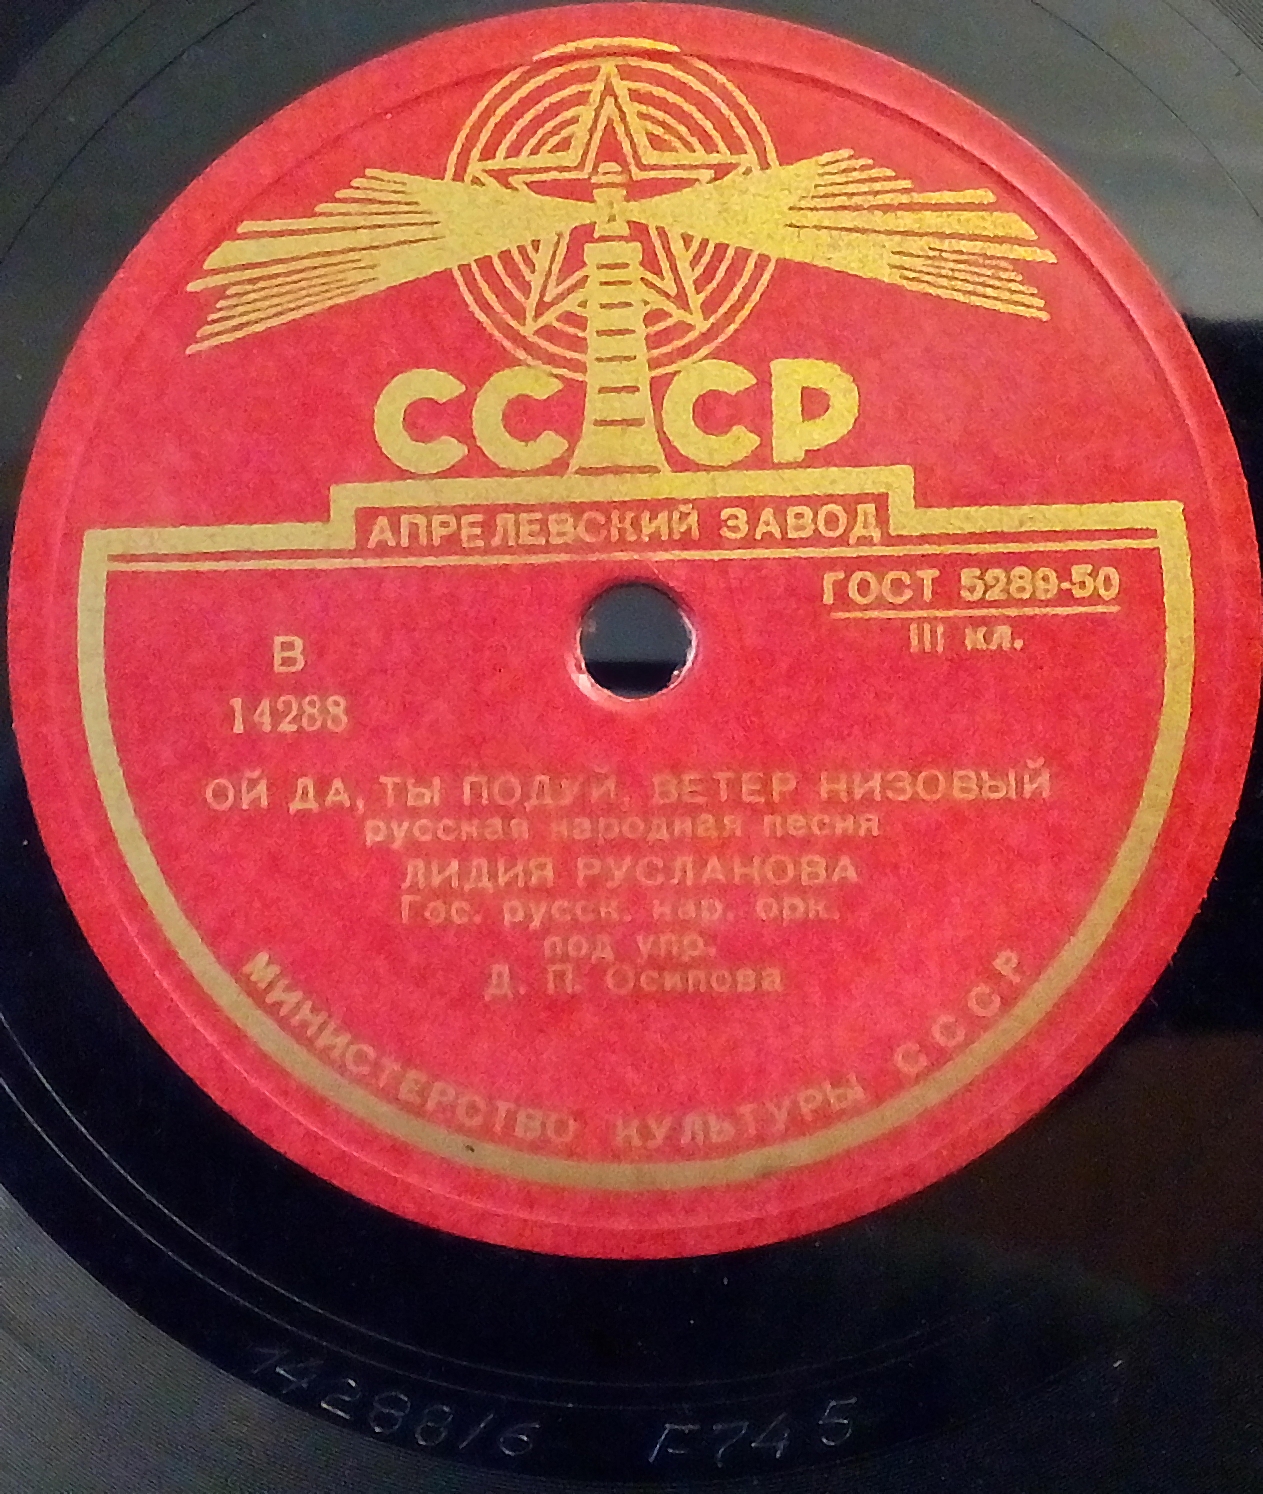 СССР
АПРЕЛЕВСКИЙ ЗАВОД
ГОСТ 5289-50
III кл.
В
14288
ОЙ ДА, ТЫ ПОДУЙ, ВЕТЕР НИЗОВЫЙ
русская народная песня
ЛИДИЯ РУСЛАНОВА
Гос. русск. нар. орк.
под упр.
Д. П. Осипова
МИНИСТЕРСТВО КУЛЬТУРЫ СССР
14288/6 F745